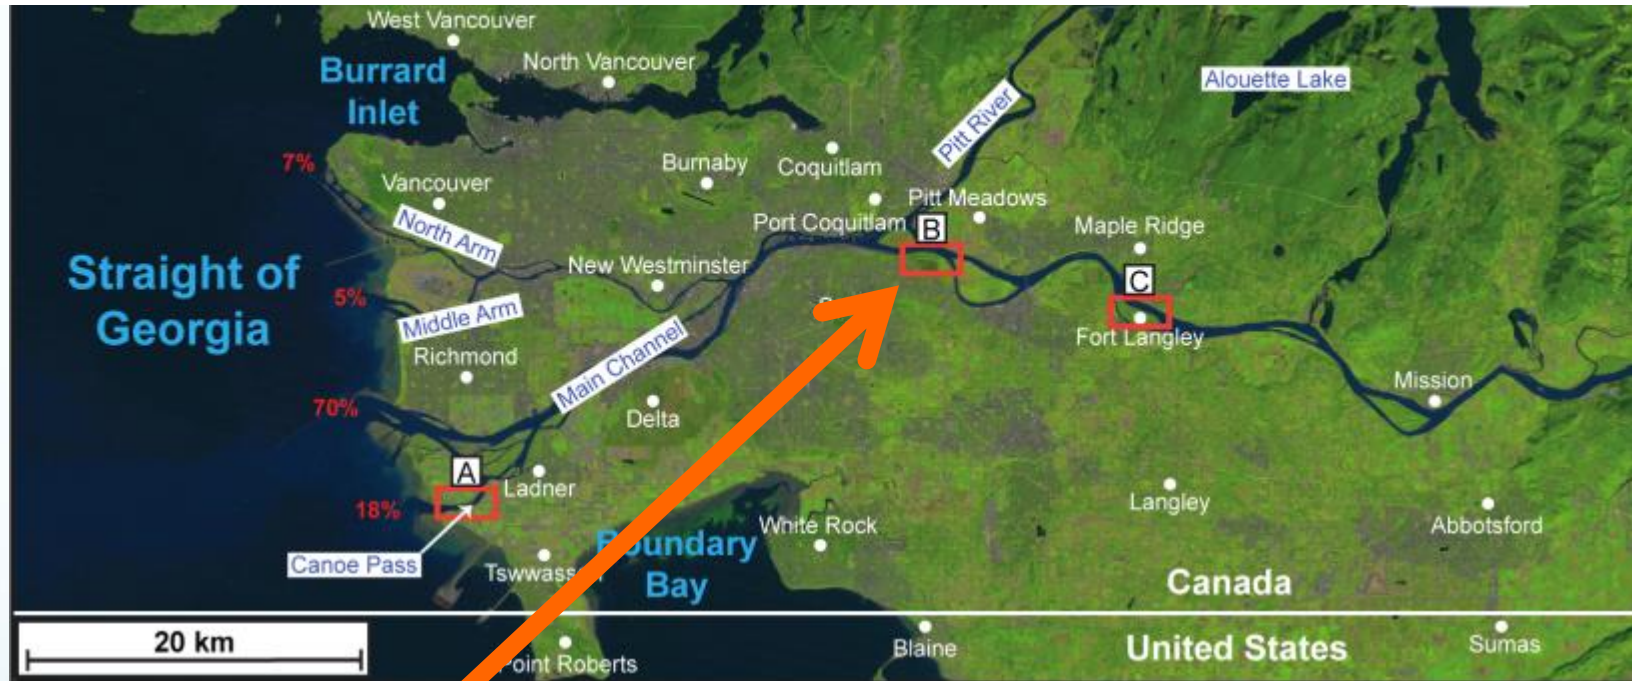 West Vancouver
North Vancouver
Burrard
Inlet
Alouette Lake
Pitt River
7%
Vancouver
Burnaby
Coquitlam
Pitt Meadows
North Arm
Port Coquitlam
B
Maple Ridge
Straight of
Georgia
New Westminster
5%
Middle Arm
C
Richmond
Main Channel
Fort Langley
70%
Delta
Mission
A
Ladner
18%
Langley
White Rock
Abbotsford
Canoe Pass
Boundary
Bay
Canada
20 km
Point Roberts
Blaine
United States
Sumas